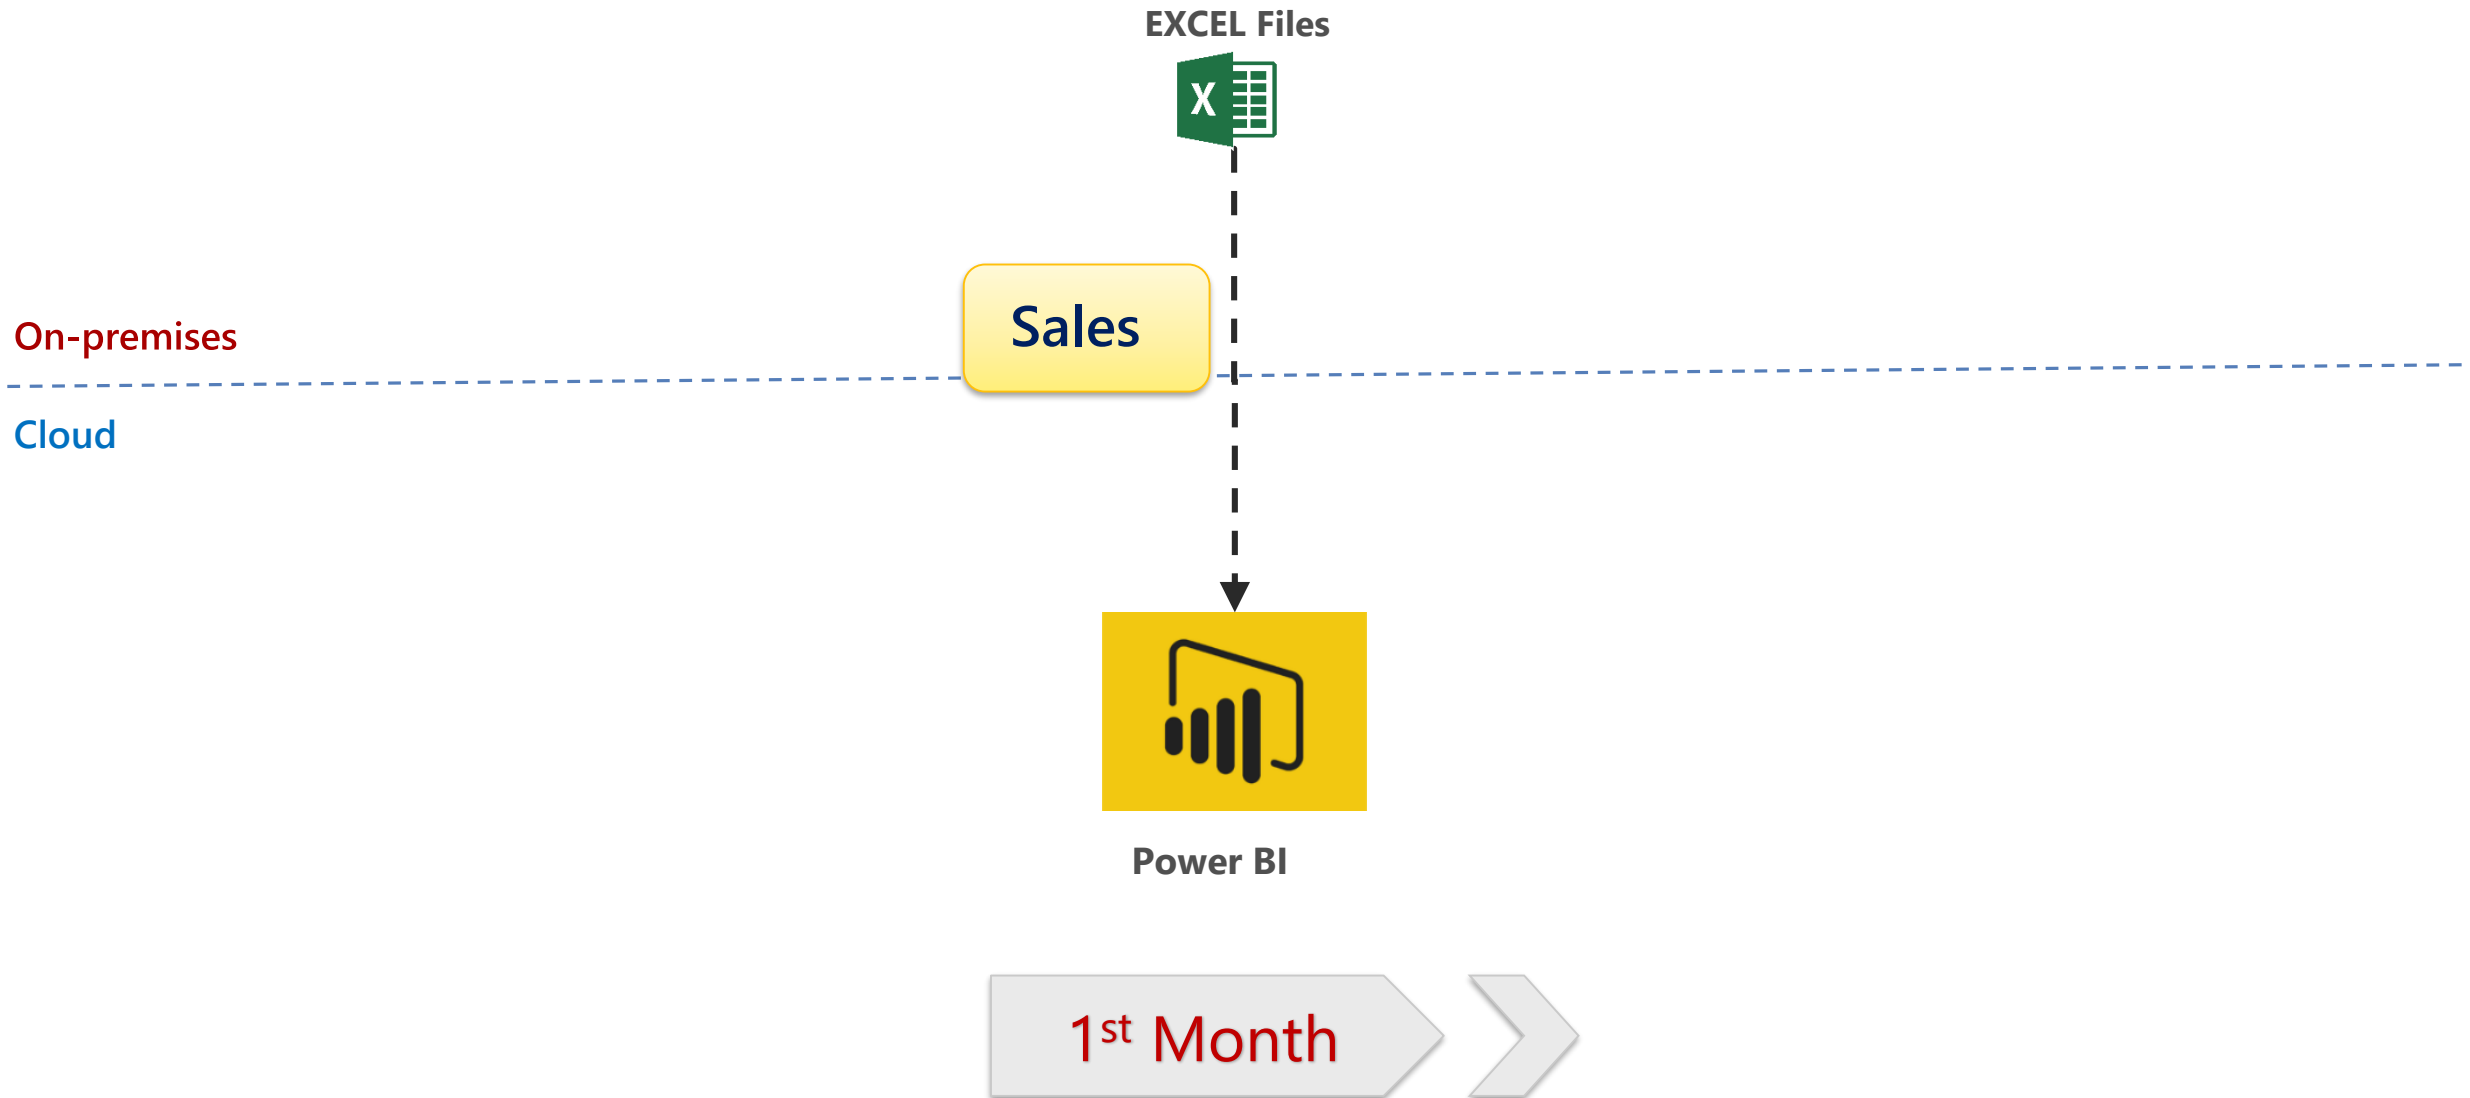 EXCEL Files
X
Sales
On-premises
Cloud
Power BI
1st Month